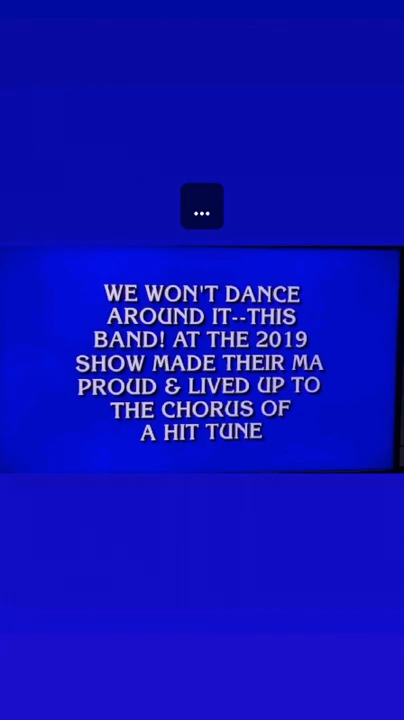 ...
WE WON'T DANCE
AROUND IT--THIS
BAND! AT THE 2019
SHOW MADE THEIR MA
PROUD & LIVED UP TO
THE CHORUS OF
A HIT TUNE